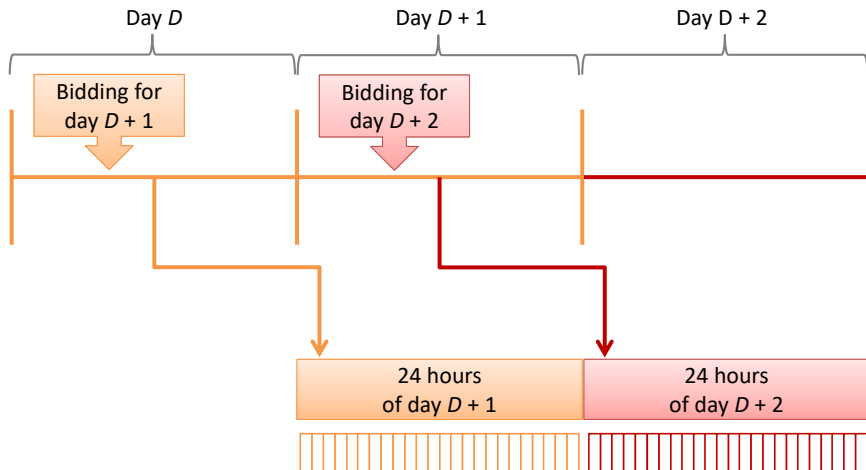 Day D
Day D + 1
Day D + 2
Bidding for
day D + 1
Bidding for
day D + 2
24 hours
of day D + 1
24 hours
of day D + 2